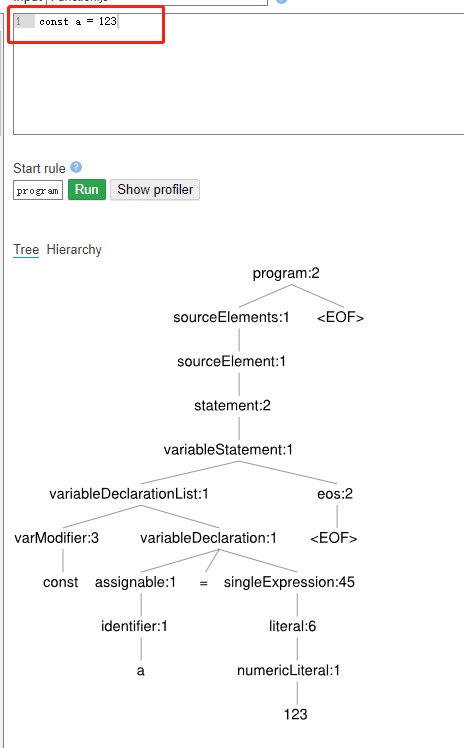 1 const a = 123
Start rule ?
program Run Show profiler
Tree Hierarchy
program:2
sourceElements:1 <EOF>
sourceElement:1
statement:2
variableStatement:1
variableDeclarationList:1 eos:2
varModifier:3 variableDeclaration:1 <EOF>
const assignable:1 = singleExpression:45
identifier:1 literal:6
a numericLiteral:1
123